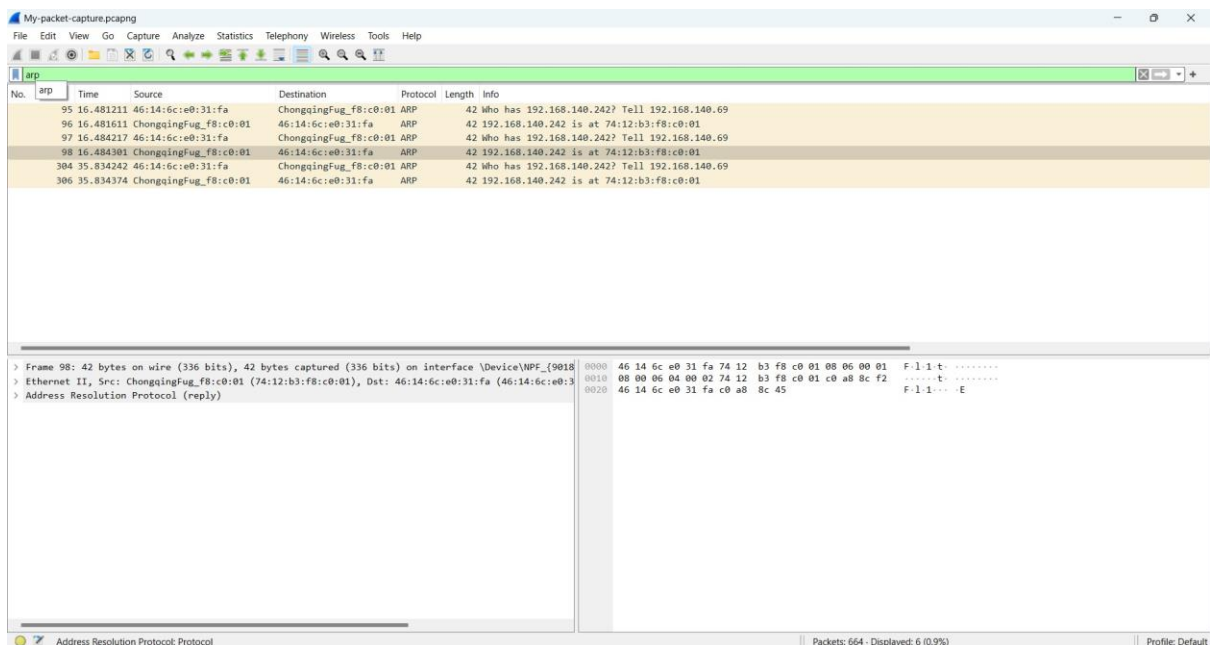 My-packet-capture.pcapng
File Edit View Go Capture Analyze Statistics Telephony Wireless Tools Help
arp
arp
No. Time Source Destination Protocol Length Info
95 16.481211 46:14:6c:e0:31:fa ChongqingFug_f8:c0:01 ARP 42 Who has 192.168.140.242? Tell 192.168.140.69
96 16.481611 ChongqingFug_f8:c0:01 46:14:6c:e0:31:fa ARP 42 192.168.140.242 is at 74:12:b3:f8:c0:01
97 16.484217 46:14:6c:e0:31:fa ChongqingFug_f8:c0:01 ARP 42 Who has 192.168.140.242? Tell 192.168.140.69
98 16.484301 ChongqingFug_f8:c0:01 46:14:6c:e0:31:fa ARP 42 192.168.140.242 is at 74:12:b3:f8:c0:01
304 35.834242 46:14:6c:e0:31:fa ChongqingFug_f8:c0:01 ARP 42 Who has 192.168.140.242? Tell 192.168.140.69
306 35.834374 ChongqingFug_f8:c0:01 46:14:6c:e0:31:fa ARP 42 192.168.140.242 is at 74:12:b3:f8:c0:01
> Frame 98: 42 bytes on wire (336 bits), 42 bytes captured (336 bits) on interface \Device\NPF_{9018
> Ethernet II, Src: ChongqingFug_f8:c0:01 (74:12:b3:f8:c0:01), Dst: 46:14:6c:e0:31:fa (46:14:6c:e0:3
> Address Resolution Protocol (reply)
0000 46 14 6c e0 31 fa 74 12 b3 f8 c0 01 08 06 00 01 F·l·1·t· ········
0010 08 00 06 04 00 02 74 12 b3 f8 c0 01 c0 a8 8c f2 ······t· ········
0020 46 14 6c e0 31 fa c0 a8 8c 45 F·l·1··· ·E
Address Resolution Protocol: Protocol
Packets: 664 · Displayed: 6 (0.9%)
Profile: Default